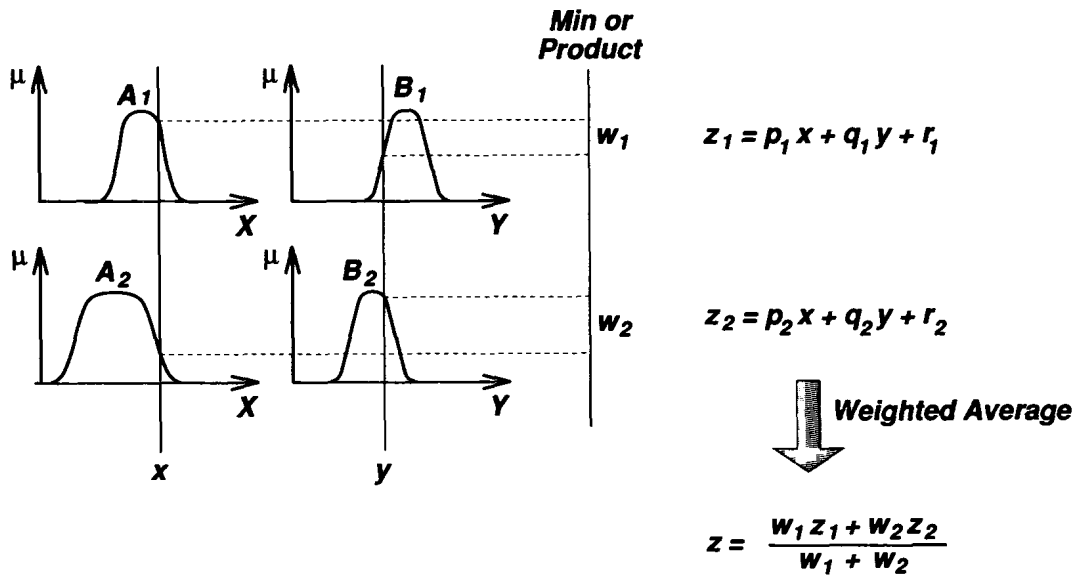 Min or
Product
μ
A1
X
μ
B1
Y
w1
z1 = p1 x + q1 y + r1
μ
A2
X
μ
B2
Y
w2
z2 = p2 x + q2 y + r2
x
y
Weighted Average
z = w1 z1 + w2 z2
w1 + w2